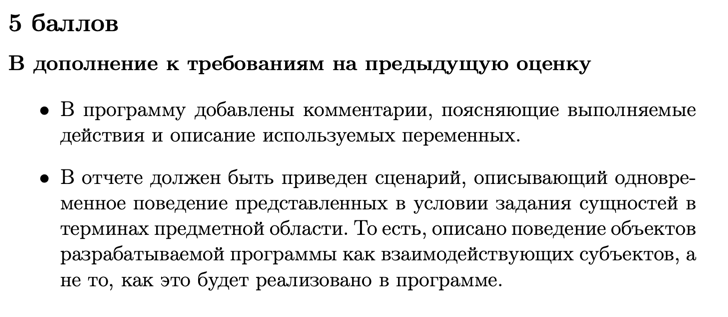 5 баллов
В дополнение к требованиям на предыдущую оценку
• В программу добавлены комментарии, поясняющие выполняемые
действия и описание используемых переменных.
• В отчете должен быть приведен сценарий, описывающий одновре-
менное поведение представленных в условии задания сущностей в
терминах предметной области. То есть, описано поведение объектов
разрабатываемой программы как взаимодействующих субъектов, а
не то, как это будет реализовано в программе.